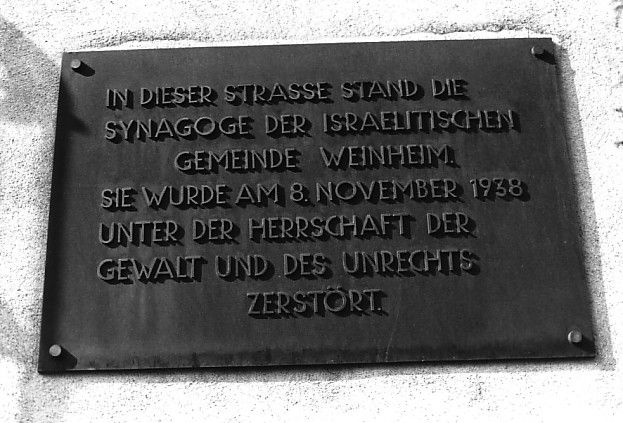 IN DIESER STRASSE STAND DIE
SYNAGOGE DER ISRAELITISCHEN
GEMEINDE WEINHEIM.
SIE WURDE AM 8. NOVEMBER 1938
UNTER DER HERRSCHAFT DER
GEWALT UND DES UNRECHTS
ZERSTÖRT.